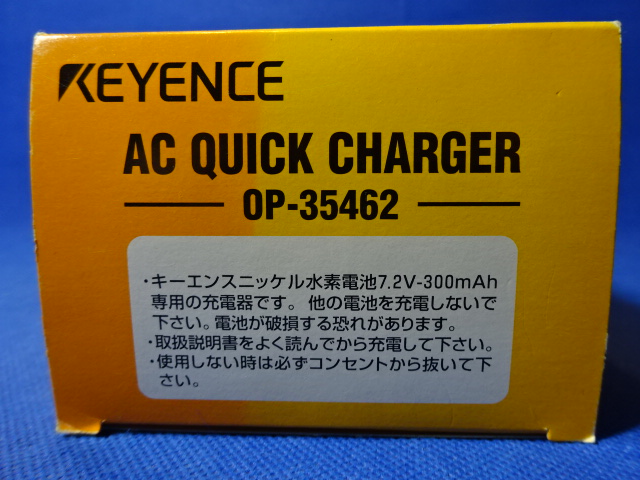 KEYENCE
AC QUICK CHARGER
OP-35462
・キーエンスニッケル水素電池7.2V-300mAh
専用の充電器です。他の電池を充電しないで
下さい。電池が破損する恐れがあります。
・取扱説明書をよく読んでから充電して下さい。
・使用しない時は必ずコンセントから抜いて下
さい。